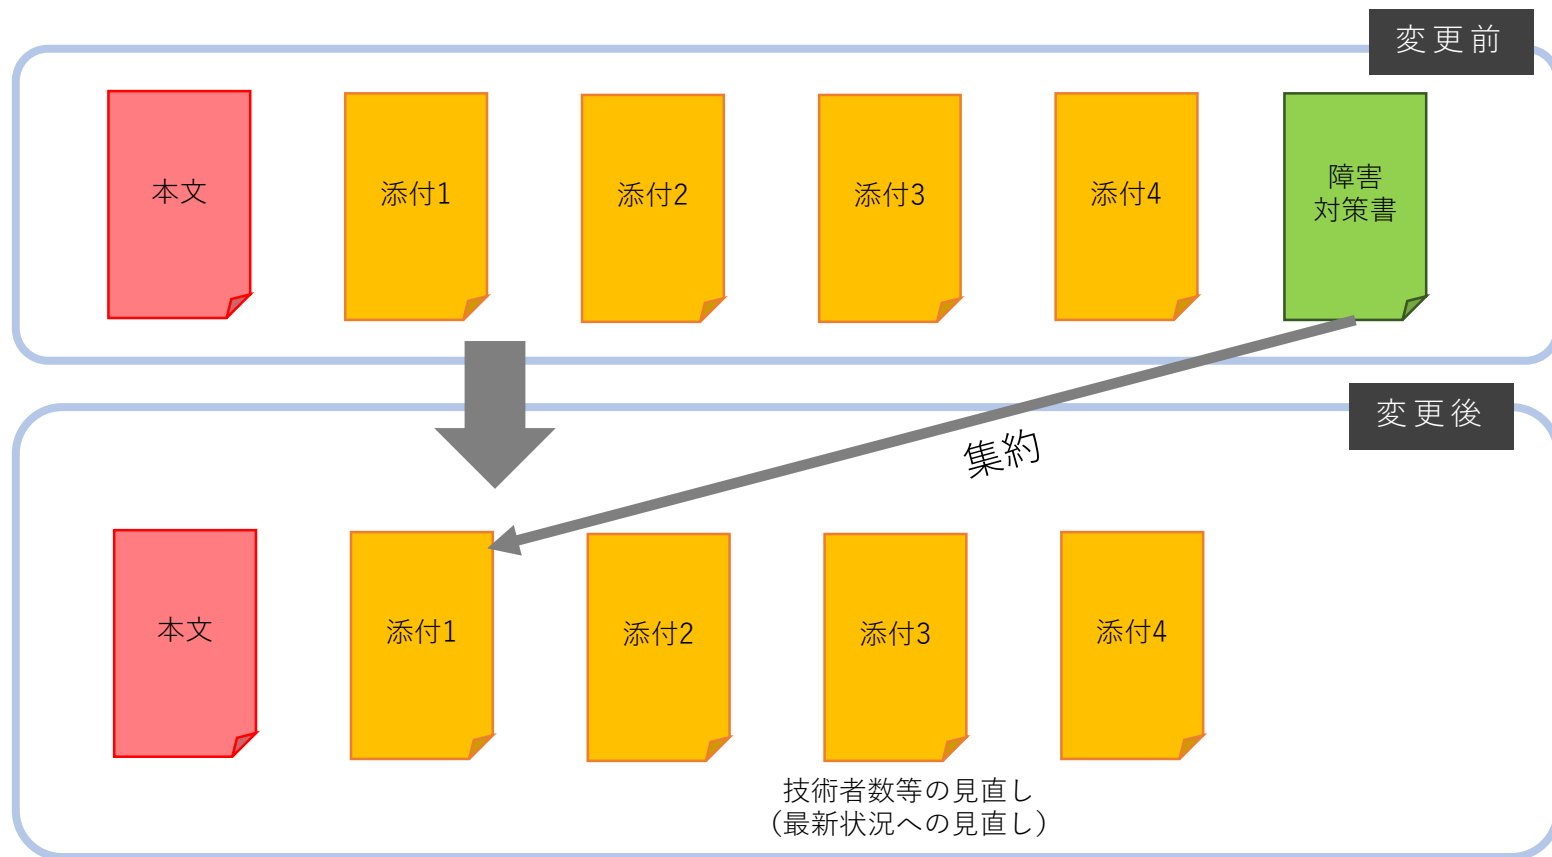 変更前
本文
添付1
添付2
添付3
添付4
障害
対策書
変更後
集約
本文
添付1
添付2
添付3
添付4
技術者数等の見直し
（最新状況への見直し）